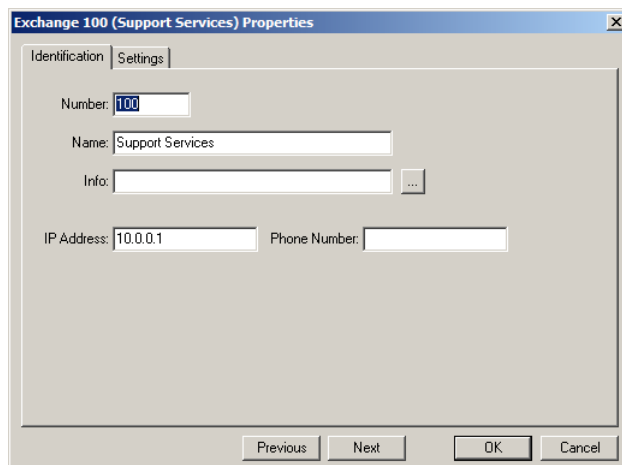 Exchange 100 (Support Services) Properties
Identification Settings
Number: 100
Name: Support Services
Info: ...
IP Address: 10.0.0.1 Phone Number:
Previous Next OK Cancel